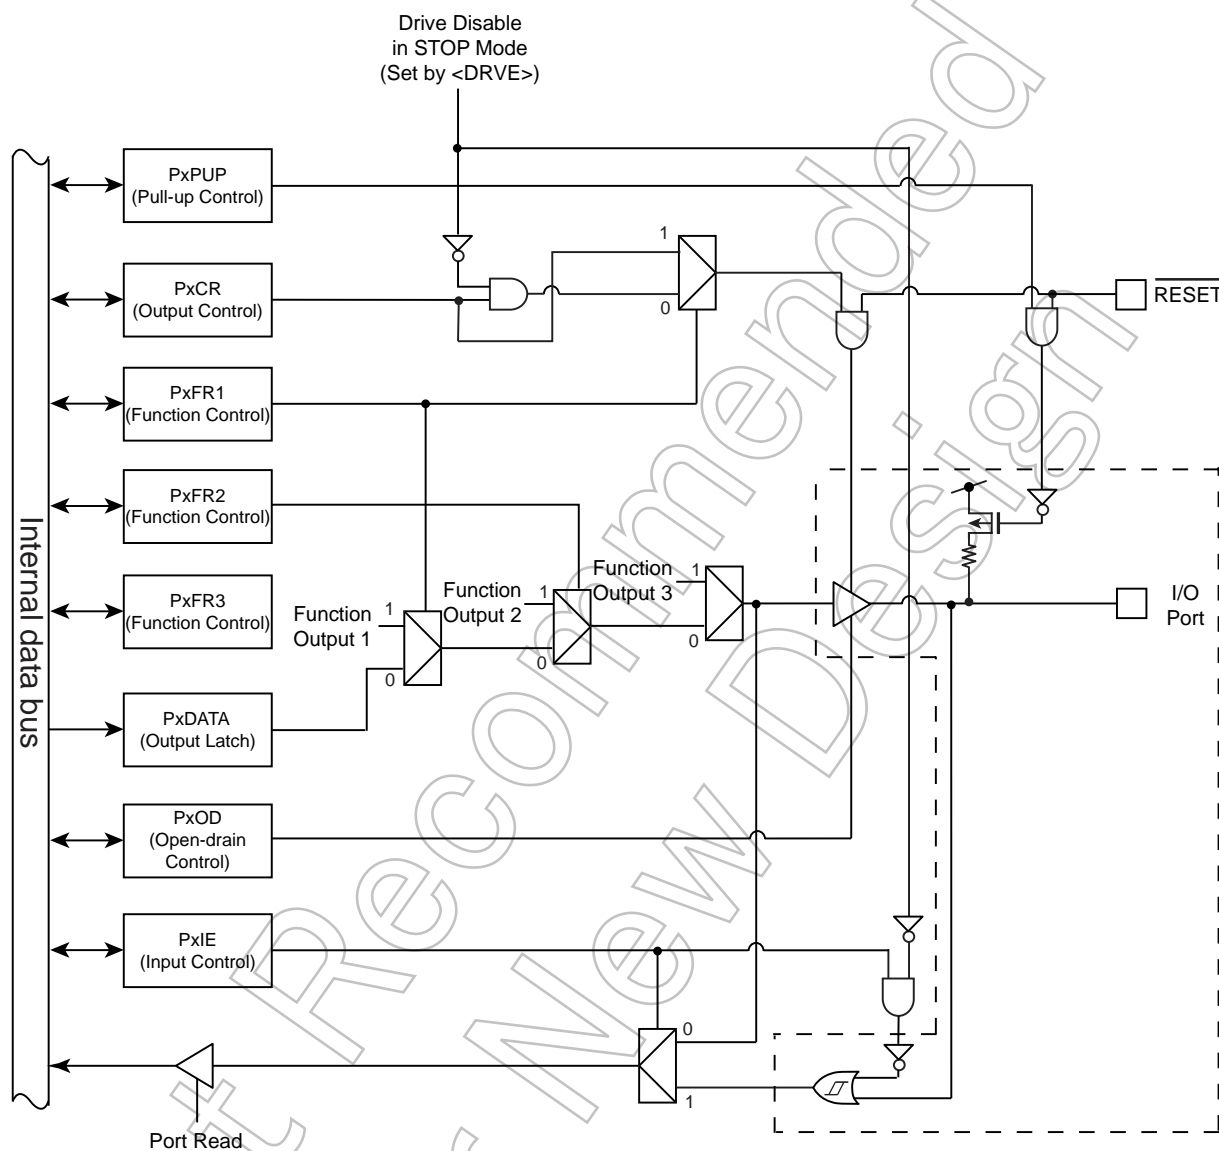 Drive Disable
in STOP Mode
(Set by <DRVE>)
PxPUP
(Pull-up Control)
1
PxCR
(Output Control)
0
RESET
PxFR1
(Function Control)
PxFR2
(Function Control)
Internal data bus
PxFR3
(Function Control)
Function
Output 1
1
0
Function
Output 2
1
0
Function
Output 3
1
0
I/O
Port
PxDATA
(Output Latch)
PxOD
(Open-drain
Control)
PxIE
(Input Control)
0
1
Port Read
t Recommended
r New Design